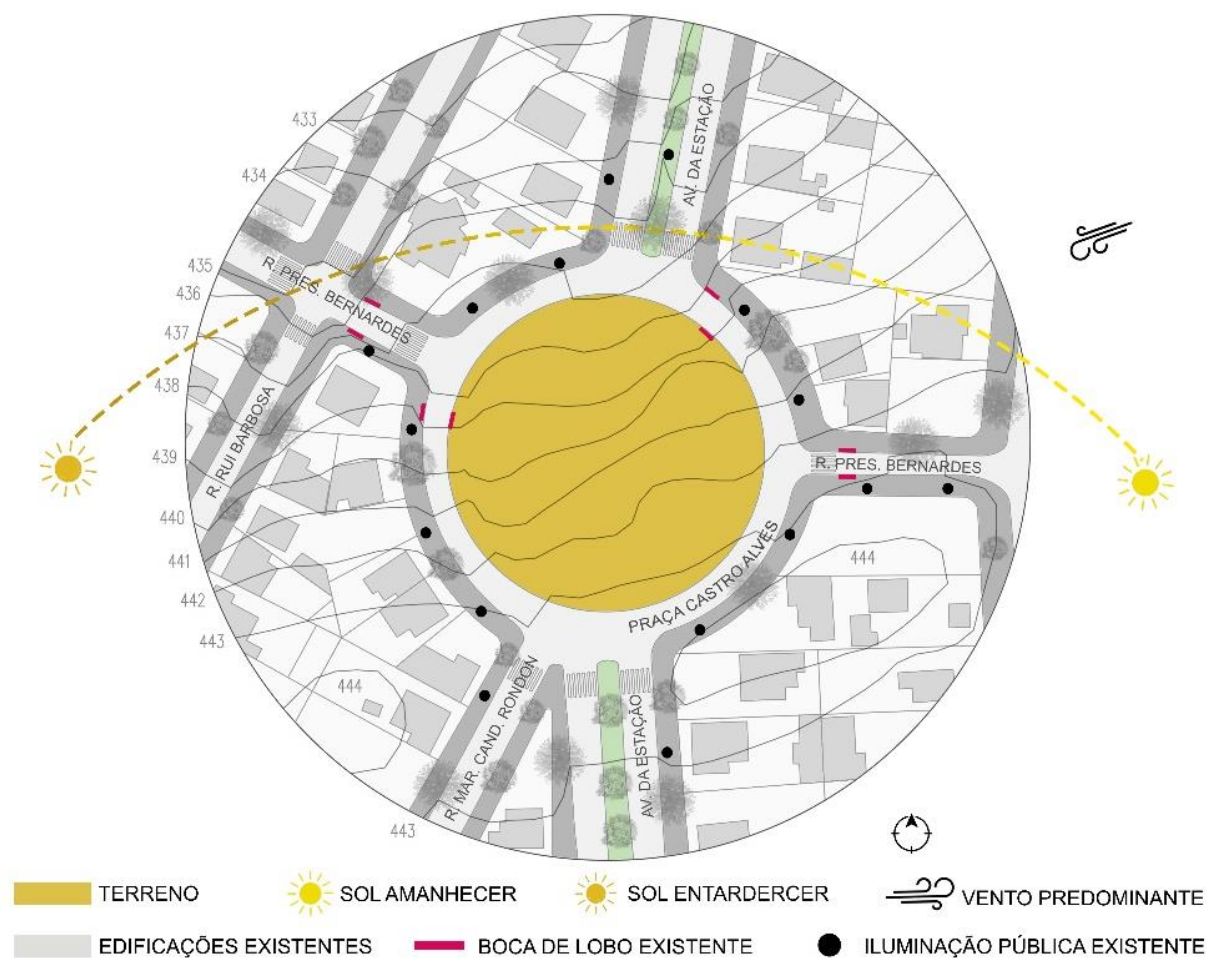 433
434
435
436
437
438
439
440
441
442
443
444
443
444
AV. DA ESTAÇÃO
R. PRES. BERNARDES
R. RUI BARBOSA
R. PRES. BERNARDES
PRAÇA CASTRO ALVES
R. MAR. CAND. RONDON
AV. DA ESTAÇÃO
TERRENO
SOL AMANHECER
SOL ENTARDERCER
VENTO PREDOMINANTE
EDIFICAÇÕES EXISTENTES
BOCA DE LOBO EXISTENTE
ILUMINAÇÃO PÚBLICA EXISTENTE